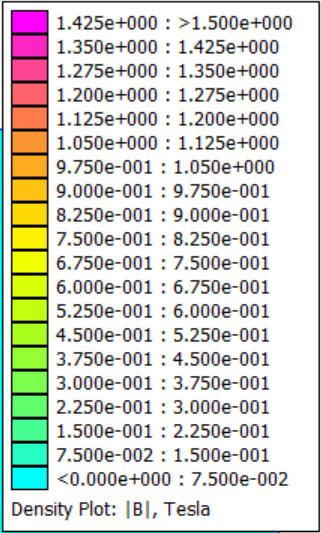 1.425e+000 : >1.500e+000
1.350e+000 : 1.425e+000
1.275e+000 : 1.350e+000
1.200e+000 : 1.275e+000
1.125e+000 : 1.200e+000
1.050e+000 : 1.125e+000
9.750e-001 : 1.050e+000
9.000e-001 : 9.750e-001
8.250e-001 : 9.000e-001
7.500e-001 : 8.250e-001
6.750e-001 : 7.500e-001
6.000e-001 : 6.750e-001
5.250e-001 : 6.000e-001
4.500e-001 : 5.250e-001
3.750e-001 : 4.500e-001
3.000e-001 : 3.750e-001
2.250e-001 : 3.000e-001
1.500e-001 : 2.250e-001
7.500e-002 : 1.500e-001
<0.000e+000 : 7.500e-002
Density Plot: |B|, Tesla